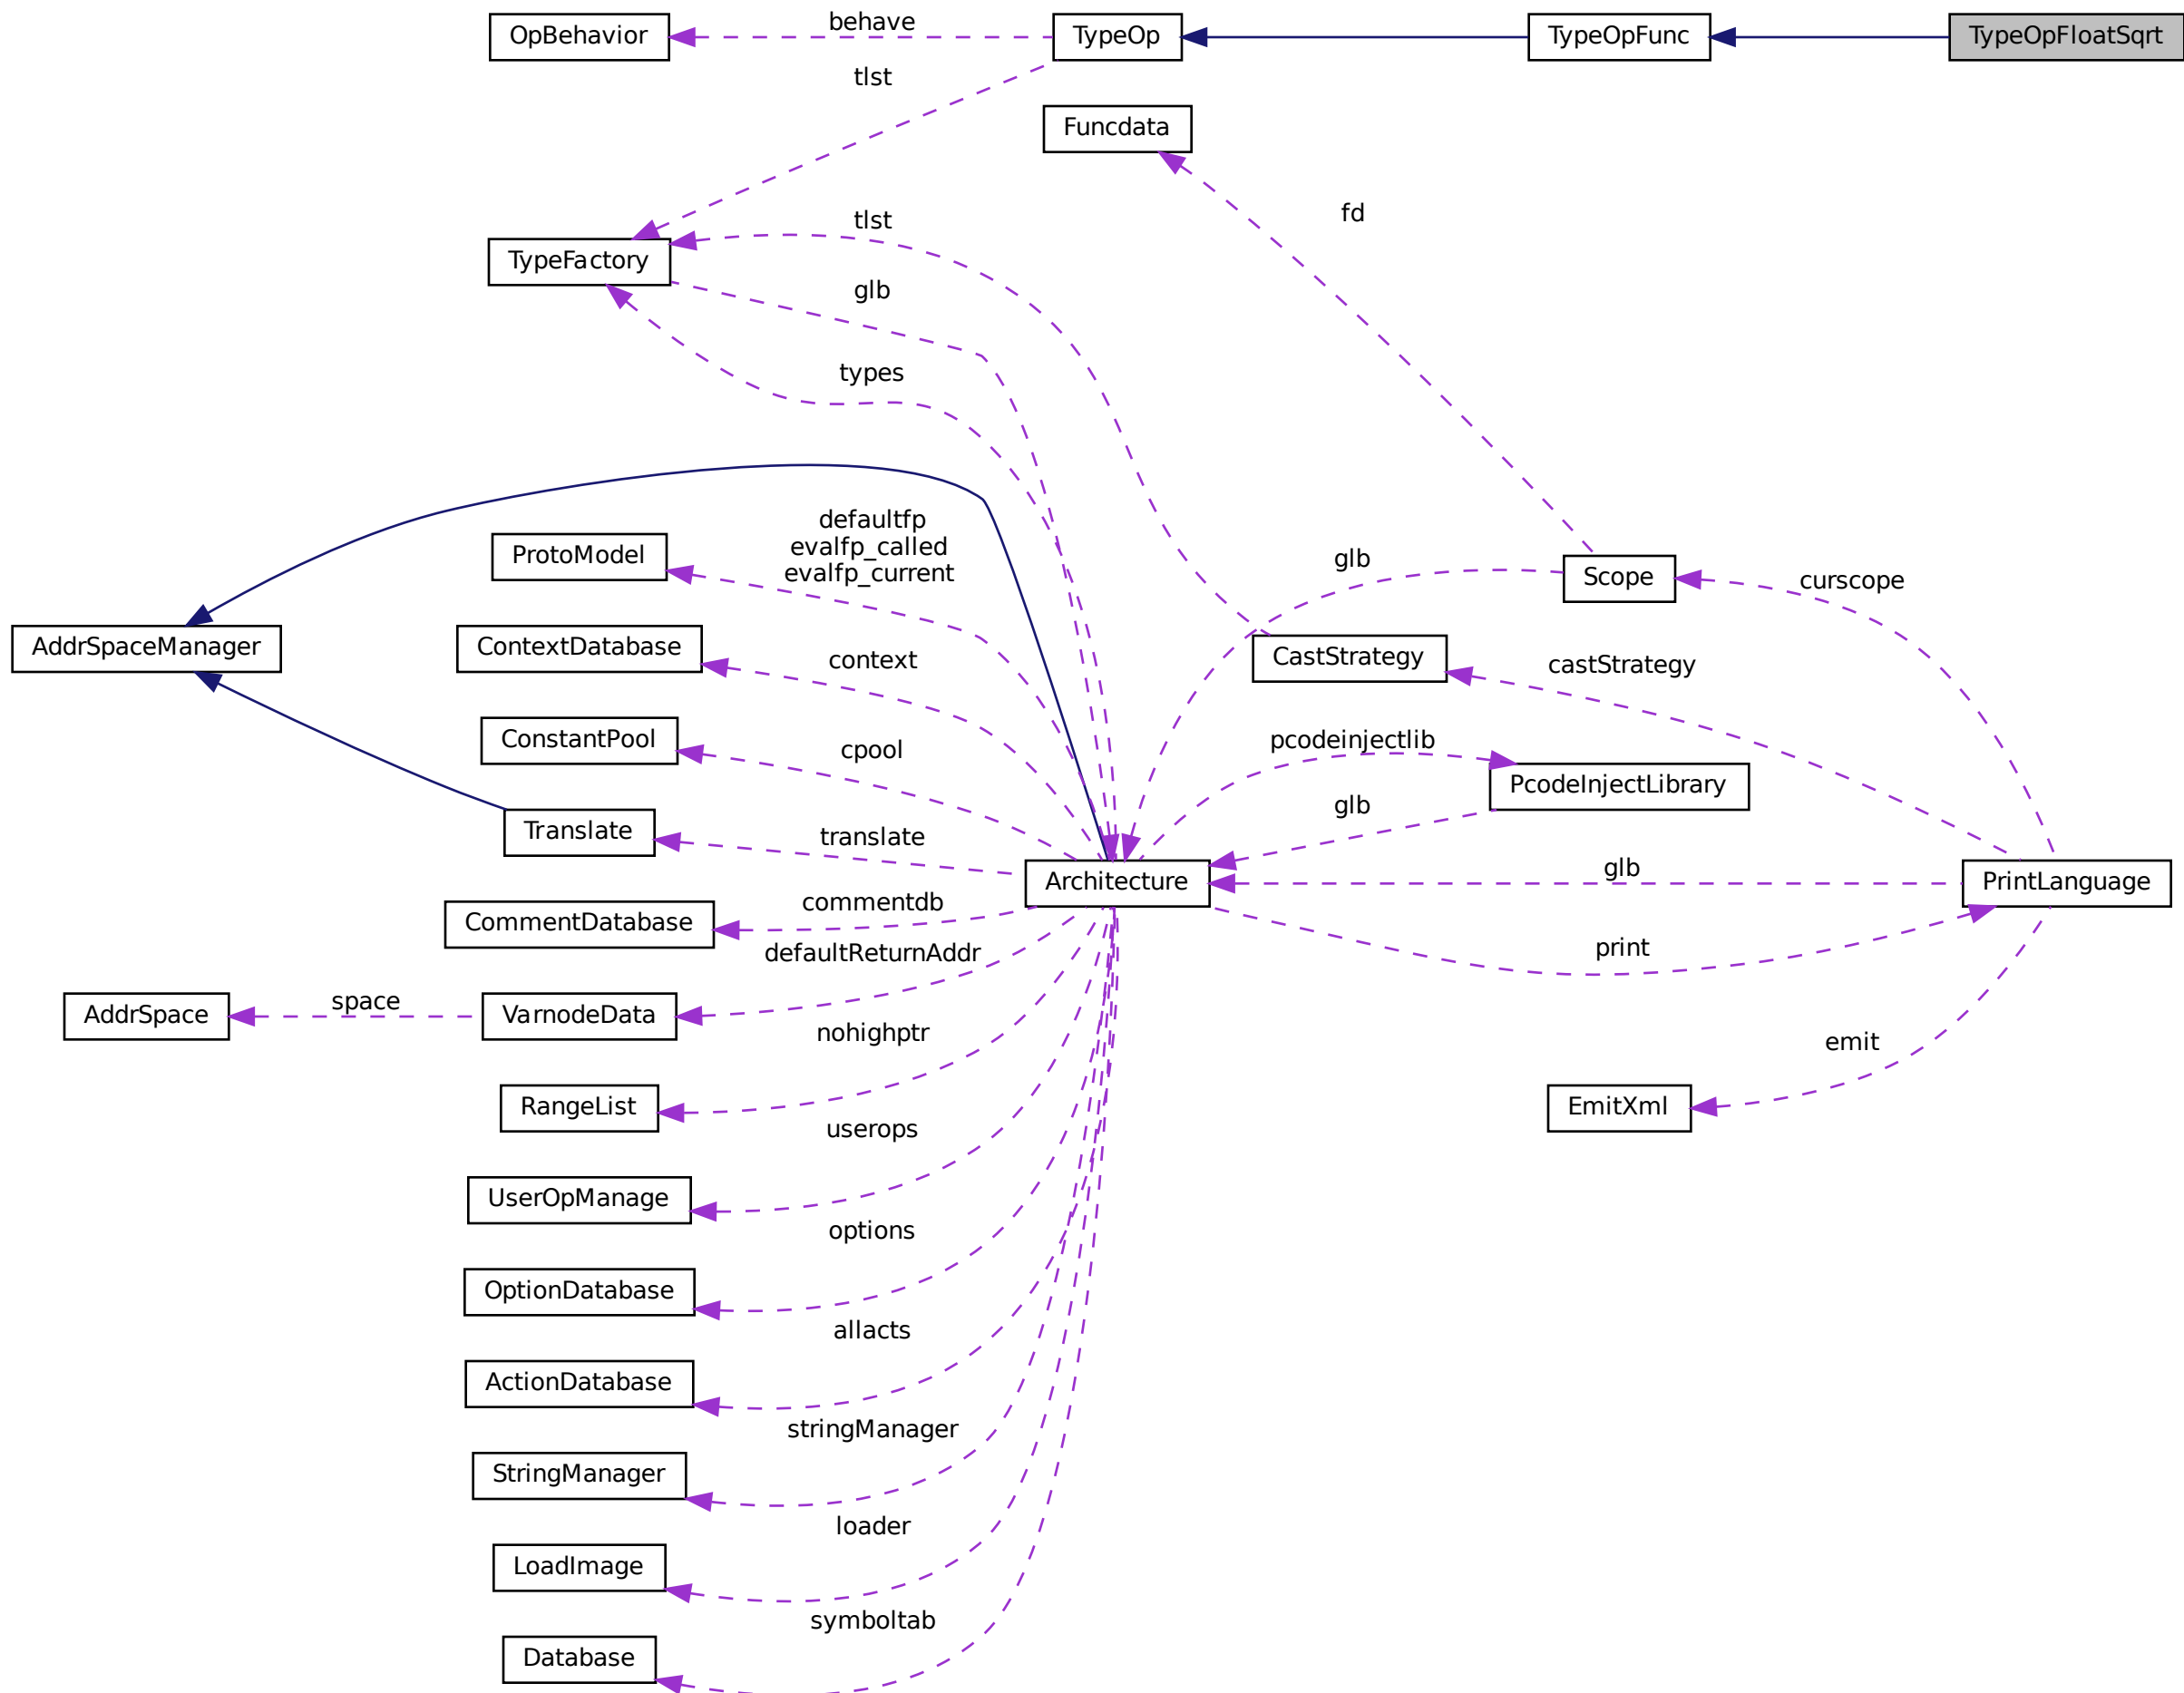 OpBehavior
behave
TypeOp
TypeOpFunc
TypeOpFloatSqrt
tlst
Funcdata
fd
tlst
TypeFactory
glb
types
defaultfp
evalfp_called
evalfp_current
ProtoModel
glb
Scope
curscope
AddrSpaceManager
ContextDatabase
context
CastStrategy
castStrategy
ConstantPool
cpool
pcodeinjectlib
PcodeInjectLibrary
glb
Translate
translate
Architecture
glb
PrintLanguage
CommentDatabase
commentdb
print
defaultReturnAddr
AddrSpace
space
VarnodeData
nohighptr
emit
RangeList
EmitXml
userops
UserOpManage
options
OptionDatabase
allacts
ActionDatabase
stringManager
StringManager
loader
LoadImage
symboltab
Database